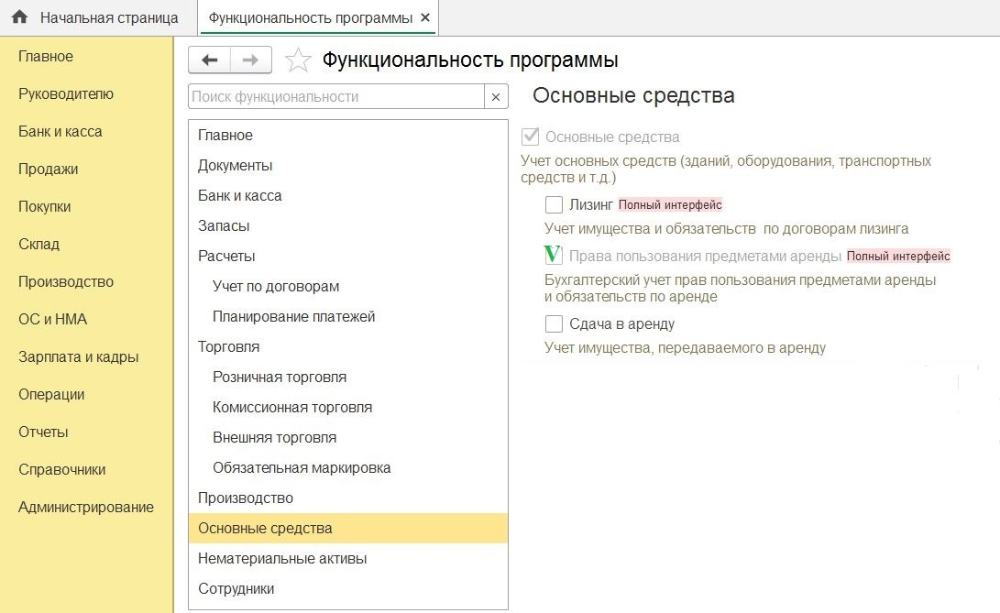 Начальная страница
Функциональность программы ×
Главное
Руководителю
Банк и касса
Продажи
Покупки
Склад
Производство
ОС и НМА
Зарплата и кадры
Операции
Отчеты
Справочники
Администрирование
Функциональность программы
Поиск функциональности ×
Главное
Документы
Банк и касса
Запасы
Расчеты
Учет по договорам
Планирование платежей
Торговля
Розничная торговля
Комиссионная торговля
Внешняя торговля
Обязательная маркировка
Производство
Основные средства
Нематериальные активы
Сотрудники
Основные средства
Основные средства
Учет основных средств (зданий, оборудования, транспортных
средств и т.д.)
Лизинг Полный интерфейс
Учет имущества и обязательств по договорам лизинга
V Права пользования предметами аренды Полный интерфейс
Бухгалтерский учет прав пользования предметами аренды
и обязательств по аренде
Сдача в аренду
Учет имущества, передаваемого в аренду